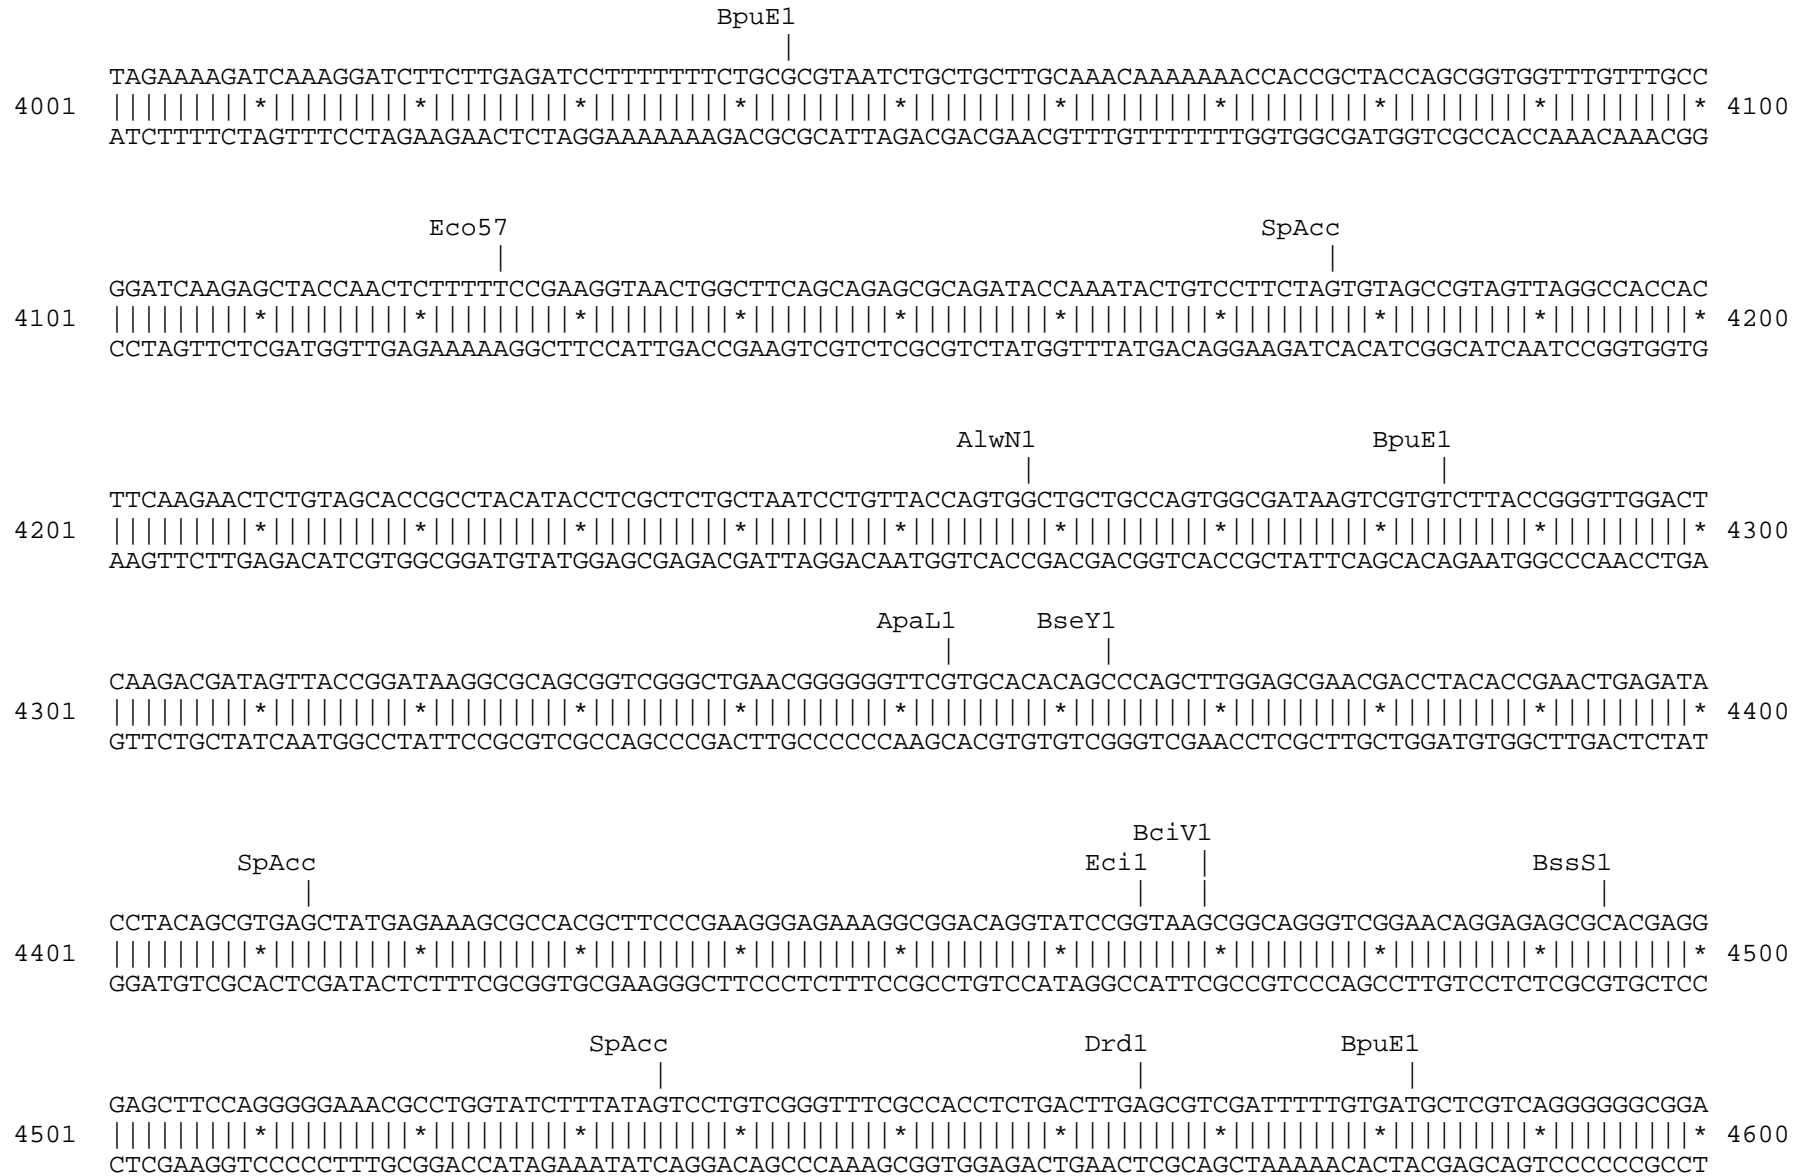 BpuE1
|
TAGAAAAGATCAAAGGATCTTCTTGAGATCCTTTTTTTCTGCGCGTAATCTGCTGCTTGCAAACAAAAAAACCACCGCTACCAGCGGTGGTTTGTTTGCC
4001 |||||||||*|||||||||*|||||||||*|||||||||*|||||||||*|||||||||*|||||||||*|||||||||*|||||||||*|||||||||* 4100
ATCTTTTCTAGTTTCCTAGAAGAACTCTAGGAAAAAAAGACGCGCATTAGACGACGAACGTTTGTTTTTTTGGTGGCGATGGTCGCCACCAAACAAACGG
Eco57 SpAcc
| |
GGATCAAGAGCTACCAACTCTTTTTCCGAAGGTAACTGGCTTCAGCAGAGCGCAGATACCAAATACTGTCCTTCTAGTGTAGCCGTAGTTAGGCCACCAC
4101 |||||||||*|||||||||*|||||||||*|||||||||*|||||||||*|||||||||*|||||||||*|||||||||*|||||||||*|||||||||* 4200
CCTAGTTCTCGATGGTTGAGAAAAAGGCTTCCATTGACCGAAGTCGTCTCGCGTCTATGGTTTATGACAGGAAGATCACATCGGCATCAATCCGGTGGTG
AlwN1 BpuE1
| |
TTCAAGAACTCTGTAGCACCGCCTACATACCTCGCTCTGCTAATCCTGTTACCAGTGGCTGCTGCCAGTGGCGATAAGTCGTGTCTTACCGGGTTGGACT
4201 |||||||||*|||||||||*|||||||||*|||||||||*|||||||||*|||||||||*|||||||||*|||||||||*|||||||||*|||||||||* 4300
AAGTTCTTGAGACATCGTGGCGGATGTATGGAGCGAGACGATTAGGACAATGGTCACCGACGACGGTCACCGCTATTCAGCACAGAATGGCCCAACCTGA
ApaL1 BseY1
| |
CAAGACGATAGTTACCGGATAAGGCGCAGCGGTCGGGCTGAACGGGGGGTTCGTGCACACAGCCCAGCTTGGAGCGAACGACCTACACCGAACTGAGATA
4301 |||||||||*|||||||||*|||||||||*|||||||||*|||||||||*|||||||||*|||||||||*|||||||||*|||||||||*|||||||||* 4400
GTTCTGCTATCAATGGCCTATTCCGCGTCGCCAGCCCGACTTGCCCCCCAAGCACGTGTGTCGGGTCGAACCTCGCTTGCTGGATGTGGCTTGACTCTAT
BciV1
SpAcc Eci1 | BssS1
| | | |
CCTACAGCGTGAGCTATGAGAAAGCGCCACGCTTCCCGAAGGGAGAAAGGCGGACAGGTATCCGGTAAGCGGCAGGGTCGGAACAGGAGAGCGCACGAGG
4401 |||||||||*|||||||||*|||||||||*|||||||||*|||||||||*|||||||||*|||||||||*|||||||||*|||||||||*|||||||||* 4500
GGATGTCGCACTCGATACTCTTTCGCGGTGCGAAGGGCTTCCCTCTTTCCGCCTGTCCATAGGCCATTCGCCGTCCCAGCCTTGTCCTCTCGCGTGCTCC
SpAcc Drd1 BpuE1
| | |
GAGCTTCCAGGGGGAAACGCCTGGTATCTTTATAGTCCTGTCGGGTTTCGCCACCTCTGACTTGAGCGTCGATTTTTGTGATGCTCGTCAGGGGGGCGGA
4501 |||||||||*|||||||||*|||||||||*|||||||||*|||||||||*|||||||||*|||||||||*|||||||||*|||||||||*|||||||||* 4600
CTCGAAGGTCCCCCTTTGCGGACCATAGAAATATCAGGACAGCCCAAAGCGGTGGAGACTGAACTCGCAGCTAAAAACACTACGAGCAGTCCCCCCGCCT